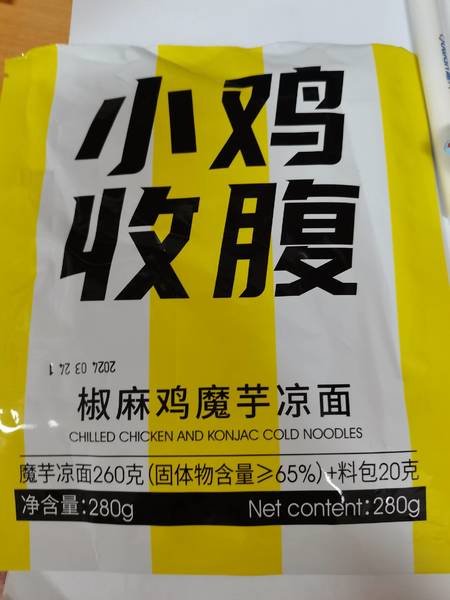 小鸡
收腹
2024 03 24 1
椒麻鸡魔芋凉面
CHILLED CHICKEN AND KONJAC COLD NOODLES
魔芋凉面260克(固体物含量≥65%)+料包20克
净含量:280g Net content:280g